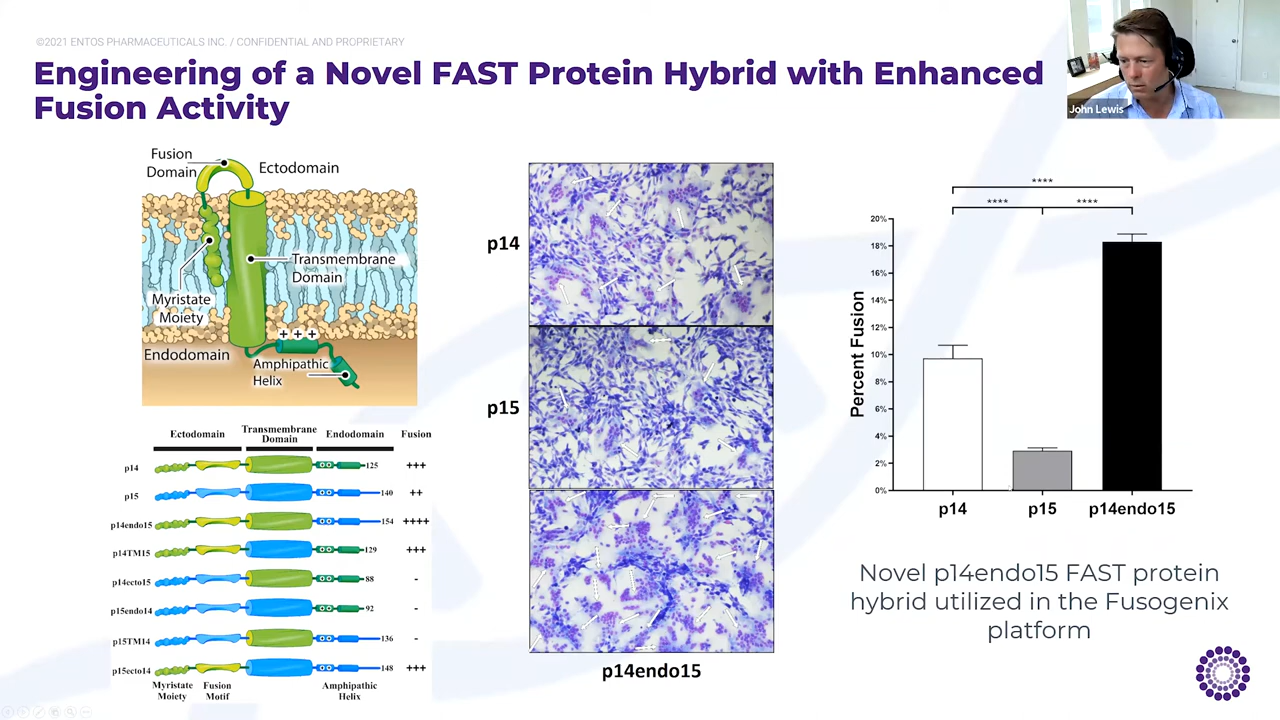 ©2021 ENTOS PHARMACEUTICALS INC. / CONFIDENTIAL AND PROPRIETARY
Engineering of a Novel FAST Protein Hybrid with Enhanced
Fusion Activity
John Lewis
Fusion
Domain
Ectodomain
Transmembrane
Domain
Myristate
Moiety
+ + +
Endodomain
Amphipathic
Helix
Ectodomain
Transmembrane
Domain
Endodomain
Fusion
p14 125 +++
p15 140 ++
p14endo15 154 ++++
p14TM15 129 +++
p14ecto15 88 -
p15endo14 92 -
p15TM14 136 -
p15ecto14 148 +++
Myristate
Moiety
Fusion
Motif
Amphipathic
Helix
p14
p15
p14endo15
****
**** ****
Percent Fusion
20%
18%
16%
14%
12%
10%
8%
6%
4%
2%
0%
p14 p15 p14endo15
Novel p14endo15 FAST protein
hybrid utilized in the Fusogenix
platform